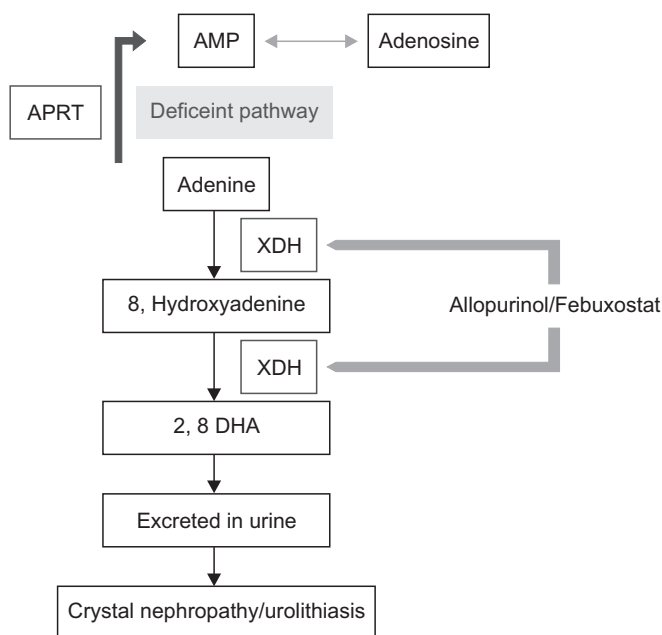 AMP
Adenosine
APRT
Deficeint pathway
Adenine
XDH
8, Hydroxyadenine
Allopurinol/Febuxostat
XDH
2, 8 DHA
Excreted in urine
Crystal nephropathy/urolithiasis